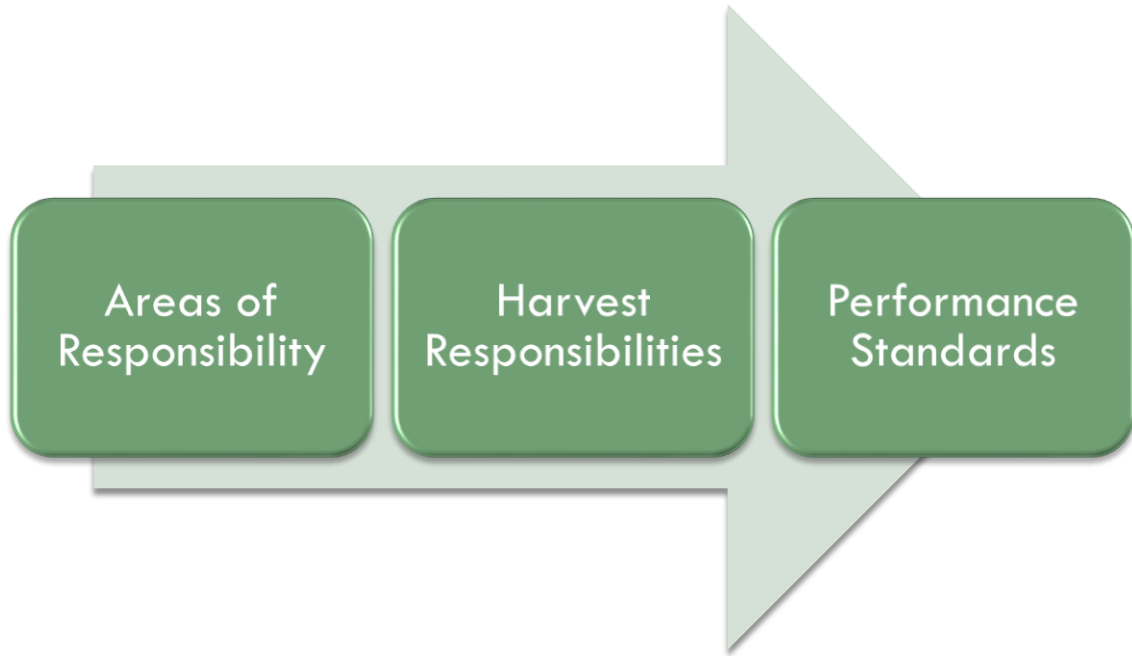 Areas of
Responsibility
Harvest
Responsibilities
Performance
Standards